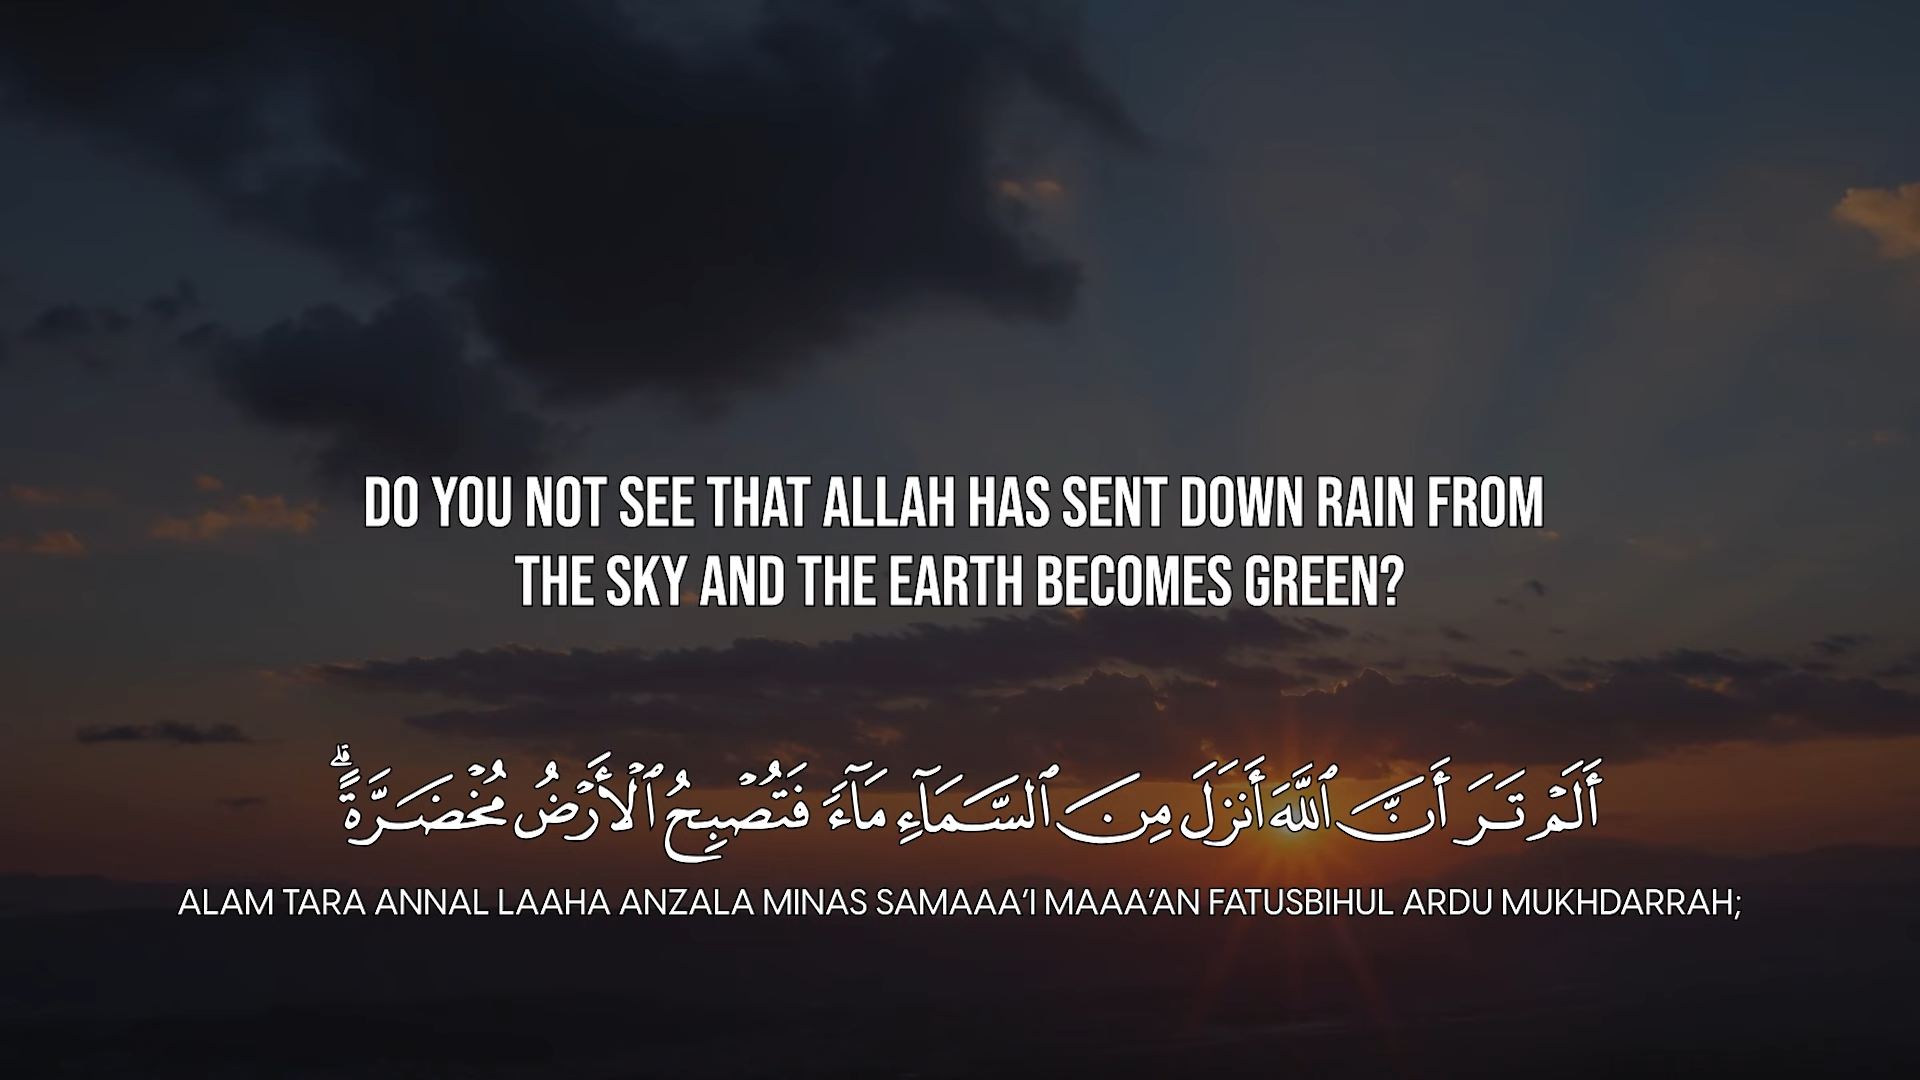 DO YOU NOT SEE THAT ALLAH HAS SENT DOWN RAIN FROM
THE SKY AND THE EARTH BECOMES GREEN?
أَلَمْ تَرَ أَنَّ ٱللَّهَ أَنزَلَ مِنَ ٱلسَّمَآءِ مَآءً فَتُصْبِحُ ٱلْأَرْضُ مُخْضَرَّةً ۗ
ALAM TARA ANNAL LAAHA ANZALA MINAS SAMAAA'I MAAA'AN FATUSBIHUL ARDU MUKHDARRAH;